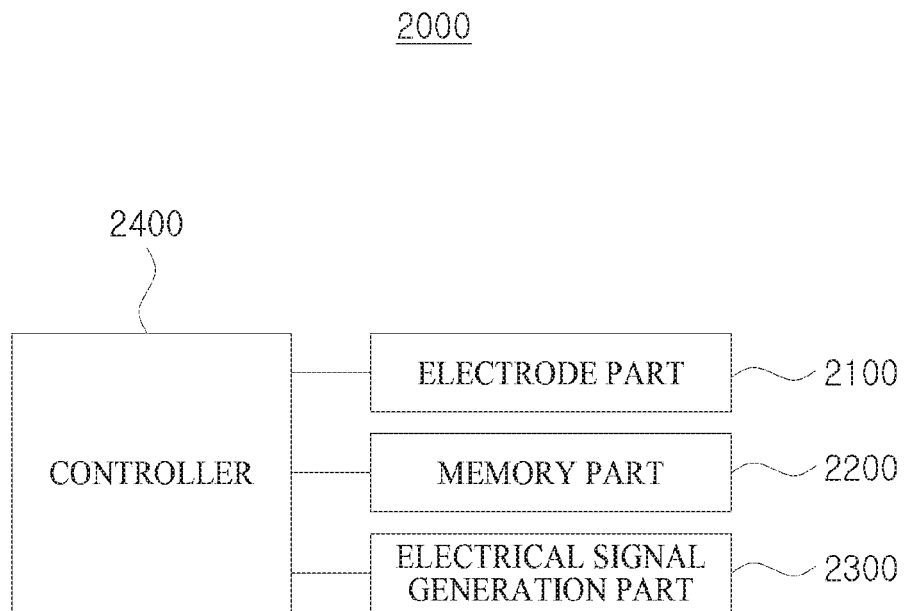 2000
2400
ELECTRODE PART
2100
CONTROLLER
MEMORY PART
2200
ELECTRICAL SIGNAL
GENERATION PART
2300